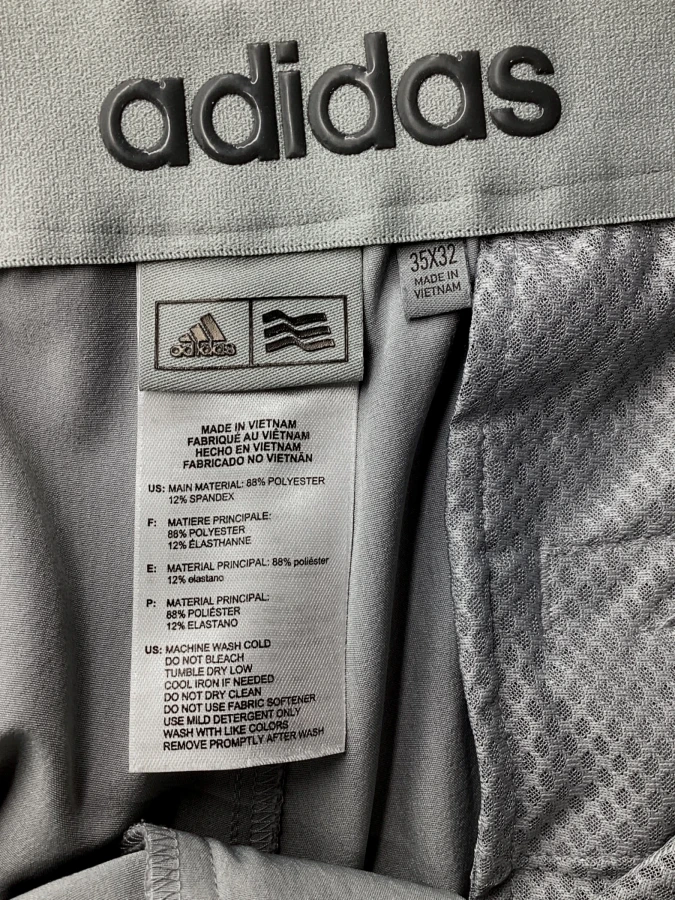 adidas
35X32
MADE IN
VIETNAM
adidas
MADE IN VIETNAM
FABRIQUÉ AU VIÊTNAM
HECHO EN VIETNAM
FABRICADO NO VIETNÃN
US: MAIN MATERIAL: 88% POLYESTER
12% SPANDEX
F: MATIERE PRINCIPALE:
88% POLYESTER
12% ÉLASTHANNE
E: MATERIAL PRINCIPAL: 88% poliéster
12% elastano
P: MATERIAL PRINCIPAL:
88% POLIÉSTER
12% ELASTANO
US: MACHINE WASH COLD
DO NOT BLEACH
TUMBLE DRY LOW
COOL IRON IF NEEDED
DO NOT DRY CLEAN
DO NOT USE FABRIC SOFTENER
USE MILD DETERGENT ONLY
WASH WITH LIKE COLORS
REMOVE PROMPTLY AFTER WASH